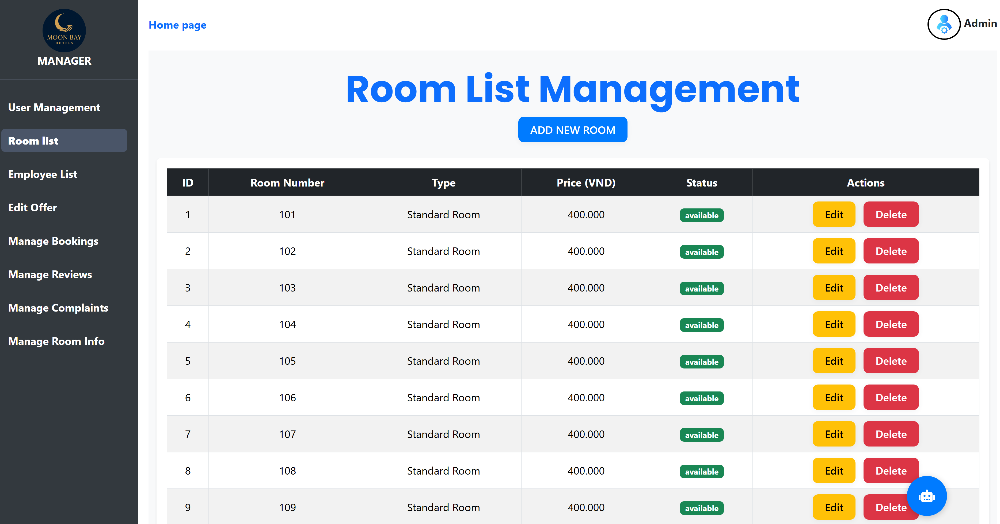 MOON BAY
HOTELS
MANAGER
User Management
Room list
Employee List
Edit Offer
Manage Bookings
Manage Reviews
Manage Complaints
Manage Room Info
Home page
Admin
Room List Management
ADD NEW ROOM
ID Room Number Type Price (VND) Status Actions
1 101 Standard Room 400.000 available Edit Delete
2 102 Standard Room 400.000 available Edit Delete
3 103 Standard Room 400.000 available Edit Delete
4 104 Standard Room 400.000 available Edit Delete
5 105 Standard Room 400.000 available Edit Delete
6 106 Standard Room 400.000 available Edit Delete
7 107 Standard Room 400.000 available Edit Delete
8 108 Standard Room 400.000 available Edit Delete
9 109 Standard Room 400.000 available Edit Delete